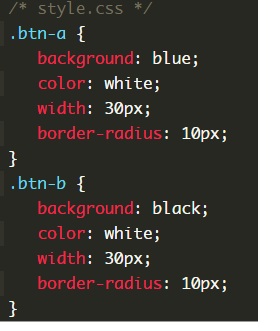 /* style.css */
.btn-a {
background: blue;
color: white;
width: 30px;
border-radius: 10px;
}
.btn-b {
background: black;
color: white;
width: 30px;
border-radius: 10px;
}